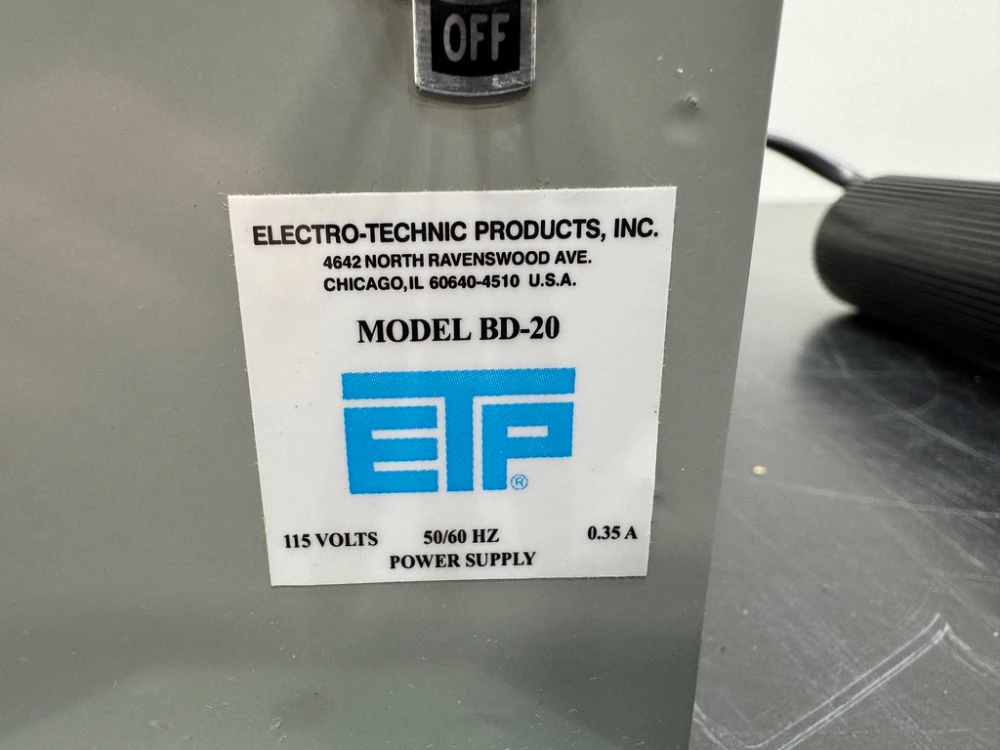 OFF
ELECTRO-TECHNIC PRODUCTS, INC.
4642 NORTH RAVENSWOOD AVE.
CHICAGO, IL 60640-4510 U.S.A.
MODEL BD-20
ETP®
115 VOLTS 50/60 HZ 0.35 A
POWER SUPPLY